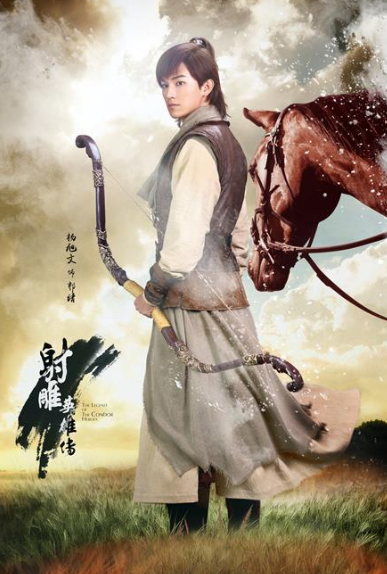 杨旭文 饰 郭靖
射雕英雄传
THE LEGEND
OF
THE CONDOR
HEROES